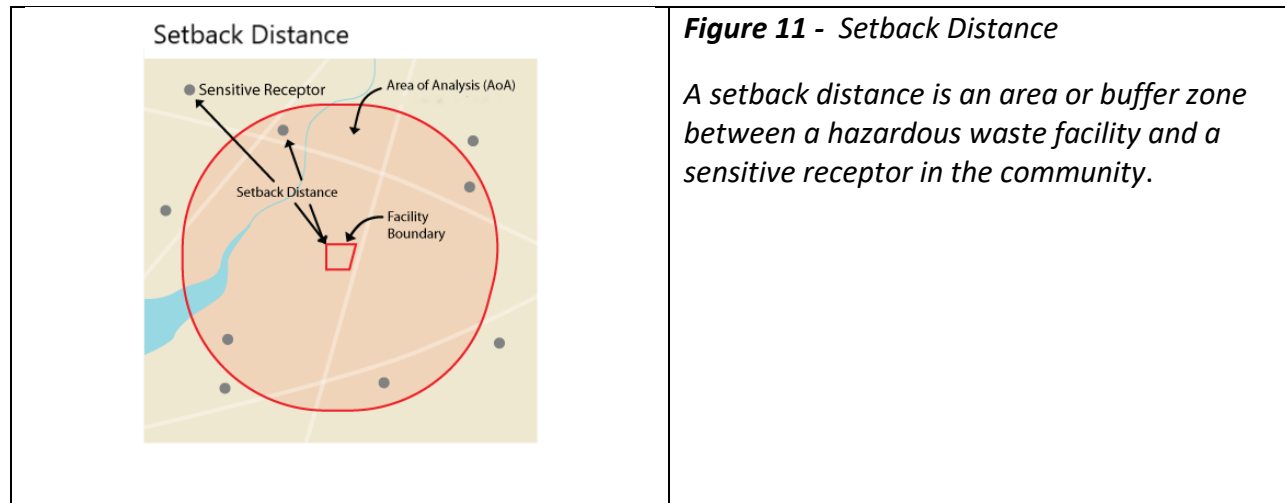 Setback Distance
Sensitive Receptor
Area of Analysis (AoA)
Setback Distance
Facility
Boundary
Figure 11 - Setback Distance
A setback distance is an area or buffer zone
between a hazardous waste facility and a
sensitive receptor in the community.